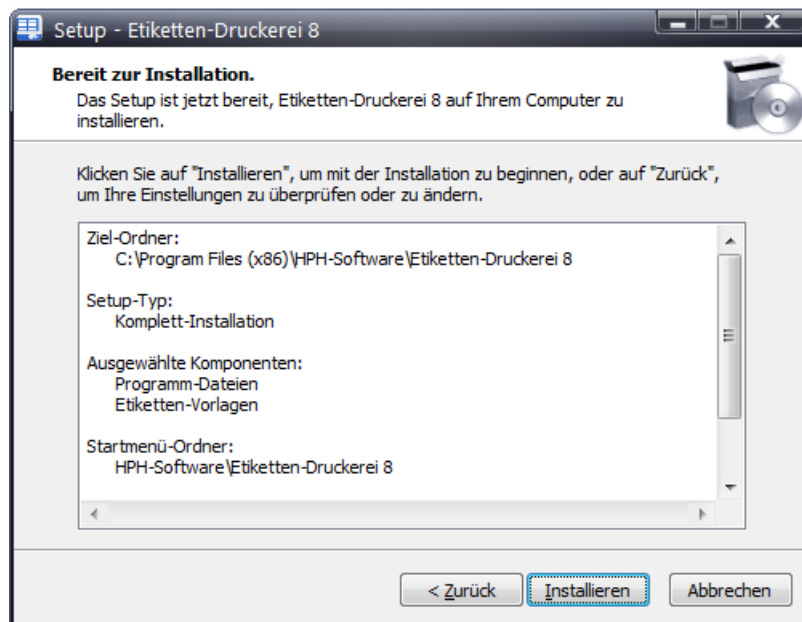 Setup - Etiketten-Druckerei 8
Bereit zur Installation.
Das Setup ist jetzt bereit, Etiketten-Druckerei 8 auf Ihrem Computer zu
installieren.
Klicken Sie auf "Installieren", um mit der Installation zu beginnen, oder auf "Zurück",
um Ihre Einstellungen zu überprüfen oder zu ändern.
Ziel-Ordner:
C:\Program Files (x86)\HPH-Software\Etiketten-Druckerei 8
Setup-Typ:
Komplett-Installation
Ausgewählte Komponenten:
Programm-Dateien
Etiketten-Vorlagen
Startmenü-Ordner:
HPH-Software\Etiketten-Druckerei 8
< Zurück Installieren Abbrechen